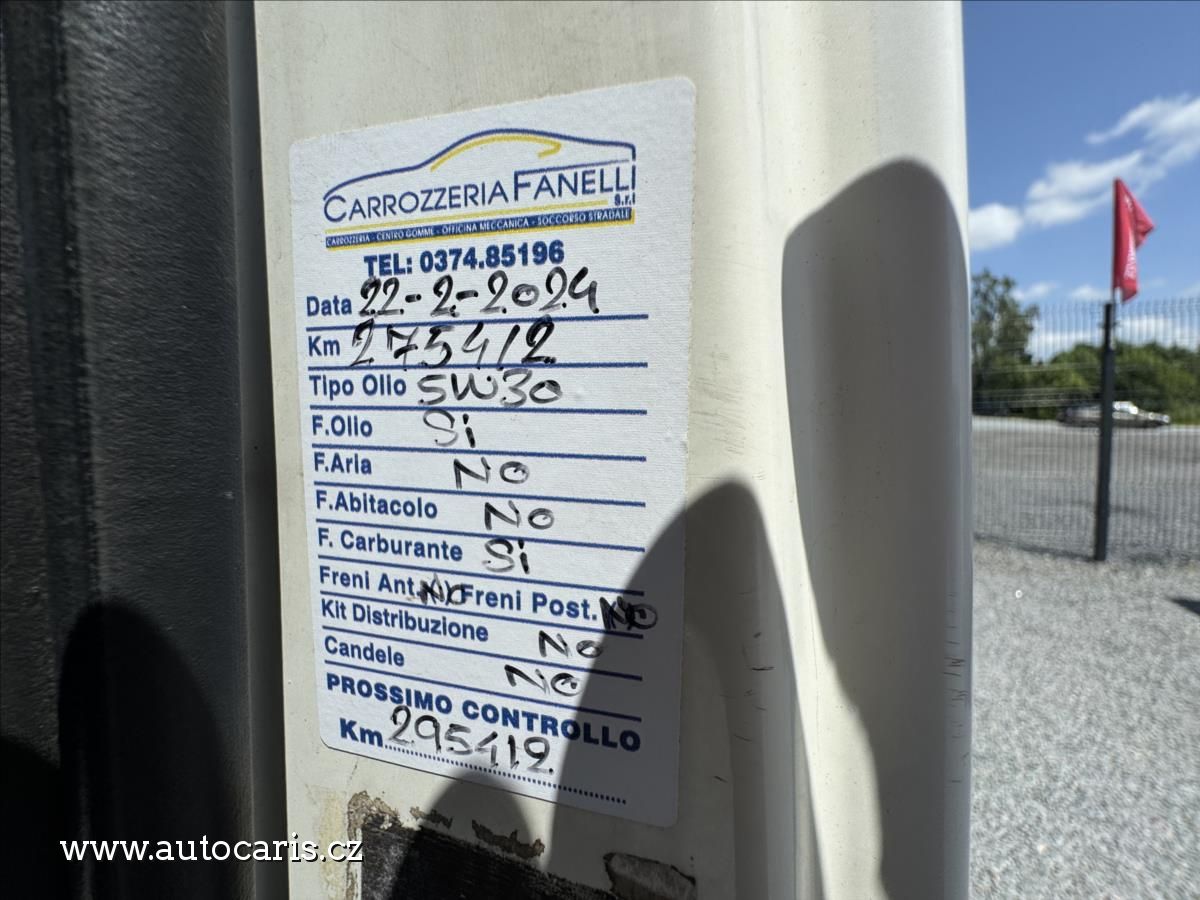 CARROZZERIA FANELLI
S.r.l
CARROZZERIA - CENTRO GOMME - OFFICINA MECCANICA - SOCCORSO STRADALE
TEL: 0374.85196
Data 22-2-2024
Km 275412
Tipo Olio 5W30
F.Olio Si
F.Aria NO
F.Abitacolo No
F. Carburante Si
Freni Ant. NO Freni Post. NO
Kit Distribuzione No
Candele No
PROSSIMO CONTROLLO
Km 295412
www.autocaris.cz